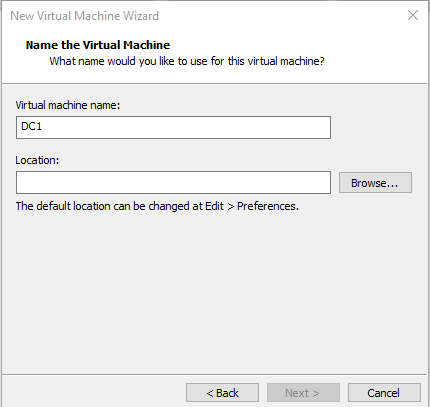 New Virtual Machine Wizard
Name the Virtual Machine
What name would you like to use for this virtual machine?
Virtual machine name:
DC1
Location:
Browse...
The default location can be changed at Edit > Preferences.
< Back Next > Cancel